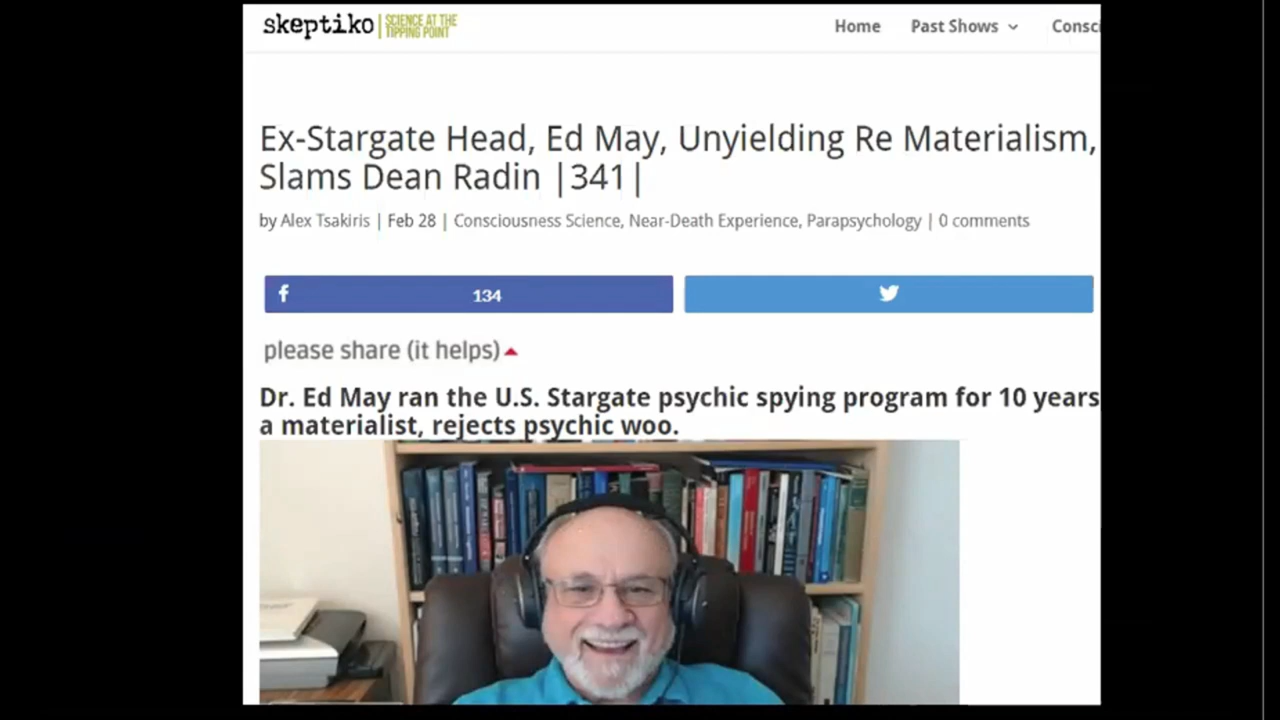 skeptiko | SCIENCE AT THE TIPPING POINT
Home Past Shows Consci
Ex-Stargate Head, Ed May, Unyielding Re Materialism,
Slams Dean Radin |341|
by Alex Tsakiris | Feb 28 | Consciousness Science, Near-Death Experience, Parapsychology | 0 comments
134
please share (it helps)
Dr. Ed May ran the U.S. Stargate psychic spying program for 10 years
a materialist, rejects psychic woo.